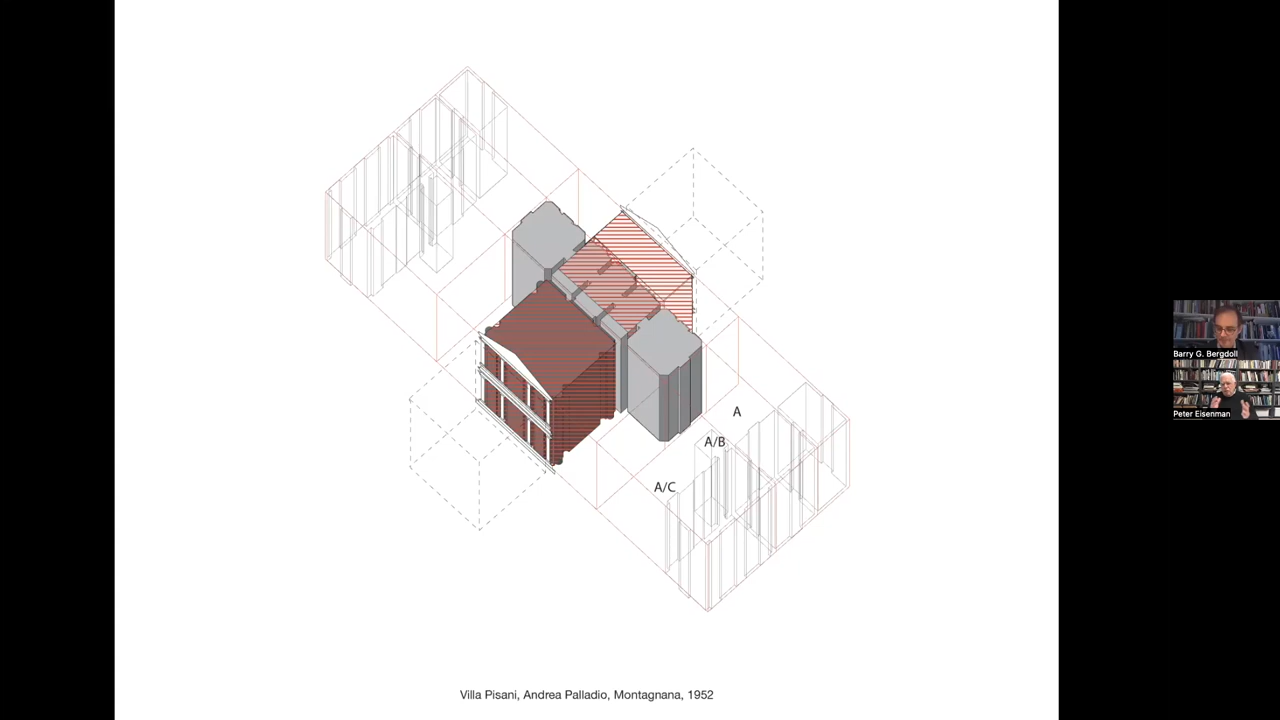 A
A/B
A/C
Barry G. Bergdoll
Peter Eisenman
Villa Pisani, Andrea Palladio, Montagnana, 1952